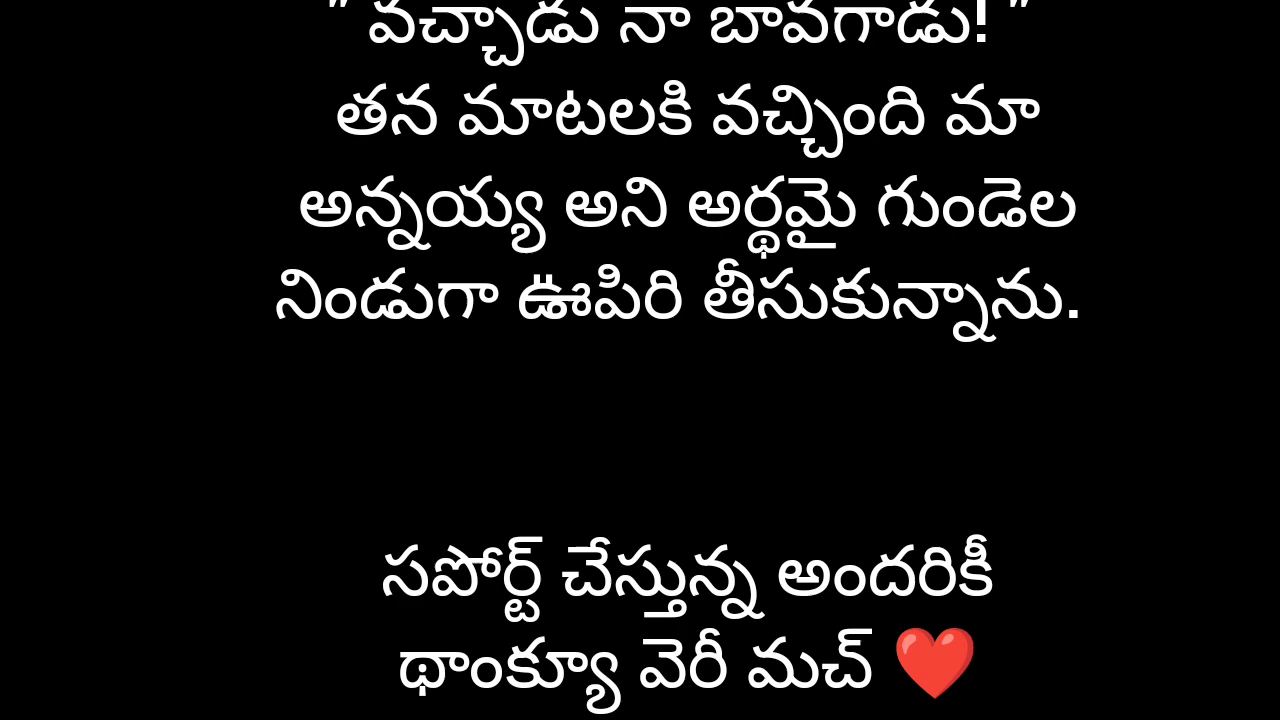 " వచ్చాడు నా బావగాడు! "
తన మాటలకి వచ్చింది మా
అన్నయ్య అని అర్థమై గుండెల
నిండుగా ఊపిరి తీసుకున్నాను.
సపోర్ట్ చేస్తున్న అందరికీ
థాంక్యూ వెరీ మచ్ ❤️